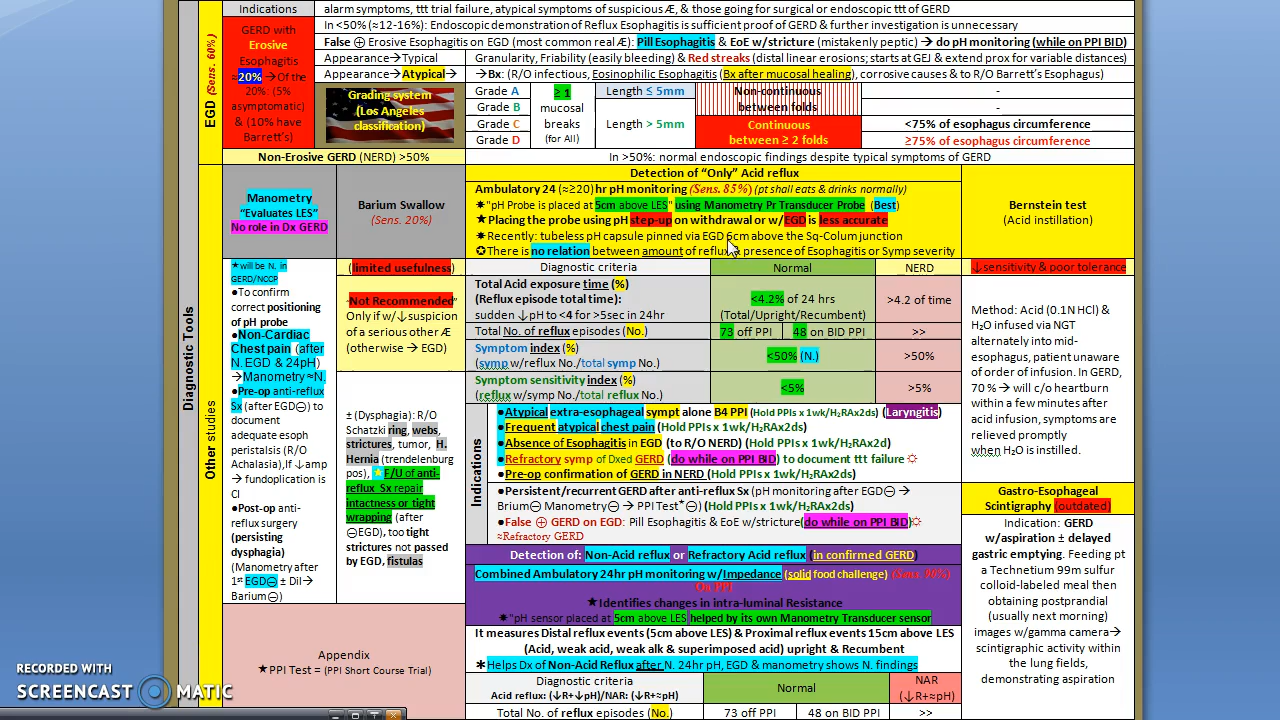 Indications
alarm symptoms, ttt trial failure, atypical symptoms of suspicious Æ, & those going for surgical or endoscopic ttt of GERD
EGD (Sens. 60%)
GERD with
Erosive
Esophagitis
≈20% → Of the
20%: (5%
asymptomatic)
& (10% have
Barrett's)
In <50% (≈12-16%): Endoscopic demonstration of Reflux Esophagitis is sufficient proof of GERD & further investigation is unnecessary
False ⊕ Erosive Esophagitis on EGD (most common real Æ): Pill Esophagitis & EoE w/stricture (mistakenly peptic) → do pH monitoring (while on PPI BID)
Appearance→Typical
Granularity, Friability (easily bleeding) & Red streaks (distal linear erosions; starts at GEJ & extend prox for variable distances)
Appearance→Atypical→
→Bx: (R/O infectious, Eosinophilic Esophagitis (Bx after mucosal healing), corrosive causes & to R/O Barrett's Esophagus)
Grading system
(Los Angeles
classification)
Grade A
Grade B
Grade C
Grade D
≥ 1
mucosal
breaks
(for All)
Length ≤ 5mm
Length > 5mm
Non-continuous
between folds
Continuous
between ≥ 2 folds
-
-
<75% of esophagus circumference
≥75% of esophagus circumference
Non-Erosive GERD (NERD) >50%
In >50%: normal endoscopic findings despite typical symptoms of GERD
Diagnostic Tools
Other studies
Manometry
"Evaluates LES"
No role in Dx GERD
Barium Swallow
(Sens. 20%)
Detection of "Only" Acid reflux
Ambulatory 24 (≈≥20) hr pH monitoring (Sens. 85%) (pt shall eats & drinks normally)
✶"pH Probe is placed at 5cm above LES" using Manometry Pr Transducer Probe (Best)
★Placing the probe using pH step-up on withdrawal or w/EGD is less accurate
✶Recently: tubeless pH capsule pinned via EGD 6cm above the Sq-Colum junction
✪There is no relation between amount of reflux presence of Esophagitis or Symp severity
Bernstein test
(Acid instillation)
★will be N. in
GERD/NCCP
●To confirm
correct positioning
of pH probe
●Non-Cardiac
Chest pain (after
N. EGD & 24pH)
→Manometry ≈N.
●Pre-op anti-reflux
Sx (after EGD⊖) to
document
adequate esoph
peristalsis (R/O
Achalasia),If ↓amp
→ fundoplication is
CI
●Post-op anti-
reflux surgery
(persisting
dysphagia)
(Manometry after
1st EGD⊖ ± Dil→
Barium⊖)
(limited usefulness)
"Not Recommended"
Only if w/↓suspicion
of a serious other Æ
(otherwise → EGD)
± (Dysphagia): R/O
Schatzki ring, webs,
strictures, tumor, H.
Hernia (trendelenburg
pos), ★F/U of anti-
reflux Sx repair
intactness or tight
wrapping (after
⊖EGD), too tight
strictures not passed
by EGD, fistulas
Diagnostic criteria
Normal
NERD
Total Acid exposure time (%)
(Reflux episode total time):
sudden ↓pH to <4 for >5sec in 24hr
<4.2% of 24 hrs
(Total/Upright/Recumbent)
>4.2 of time
Total No. of reflux episodes (No.)
73 off PPI
48 on BID PPI
>>
Symptom index (%)
(symp w/reflux No./total symp No.)
<50% (N.)
>50%
Symptom sensitivity index (%)
(reflux w/symp No./total reflux No.)
<5%
>5%
Indications
●Atypical extra-esophageal sympt alone B4 PPI (Hold PPIs x 1wk/H₂RAx2ds) (Laryngitis)
●Frequent atypical chest pain (Hold PPIs x 1wk/H₂RAx2ds)
●Absence of Esophagitis in EGD (to R/O NERD) (Hold PPIs x 1wk/H₂RAx2d)
●Refractory symp of Dxed GERD (do while on PPI BID) to document ttt failure☼
●Pre-op confirmation of GERD in NERD (Hold PPIs x 1wk/H₂RAx2ds)
●Persistent/recurrent GERD after anti-reflux Sx (pH monitoring after EGD⊖ →
Brium⊖ Manometry⊖ → PPI Test*⊖) (Hold PPIs x 1wk/H₂RAx2ds)
●False ⊕ GERD on EGD: Pill Esophagitis & EoE w/stricture(do while on PPI BID)☼
≈Refractory GERD
Detection of: Non-Acid reflux or Refractory Acid reflux (in confirmed GERD)
Combined Ambulatory 24hr pH monitoring w/Impedance (solid food challenge) (Sens. 90%)
On PPI
★Identifies changes in intra-luminal Resistance
✶"pH sensor placed at 5cm above LES helped by its own Manometry Transducer sensor
It measures Distal reflux events (5cm above LES) & Proximal reflux events 15cm above LES
(Acid, weak acid, weak alk & superimposed acid) upright & Recumbent
✱Helps Dx of Non-Acid Reflux after N. 24hr pH, EGD & manometry shows N. findings
Diagnostic criteria
Acid reflux: (↓R+↓pH)/NAR: (↓R+≈pH)
Normal
NAR
(↓R+≈pH)
Total No. of reflux episodes (No.)
73 off PPI
48 on BID PPI
>>
↓sensitivity & poor tolerance
Method: Acid (0.1N HCl) &
H₂O infused via NGT
alternately into mid-
esophagus, patient unaware
of order of infusion. In GERD,
70 % → will c/o heartburn
within a few minutes after
acid infusion, symptoms are
relieved promptly
when H₂O is instilled.
Gastro-Esophageal
Scintigraphy (outdated)
Indication: GERD
w/aspiration ± delayed
gastric emptying. Feeding pt
a Technetium 99m sulfur
colloid-labeled meal then
obtaining postprandial
(usually next morning)
images w/gamma camera→
scintigraphic activity within
the lung fields,
demonstrating aspiration
Appendix
★PPI Test = (PPI Short Course Trial)
RECORDED WITH
SCREENCAST MATIC